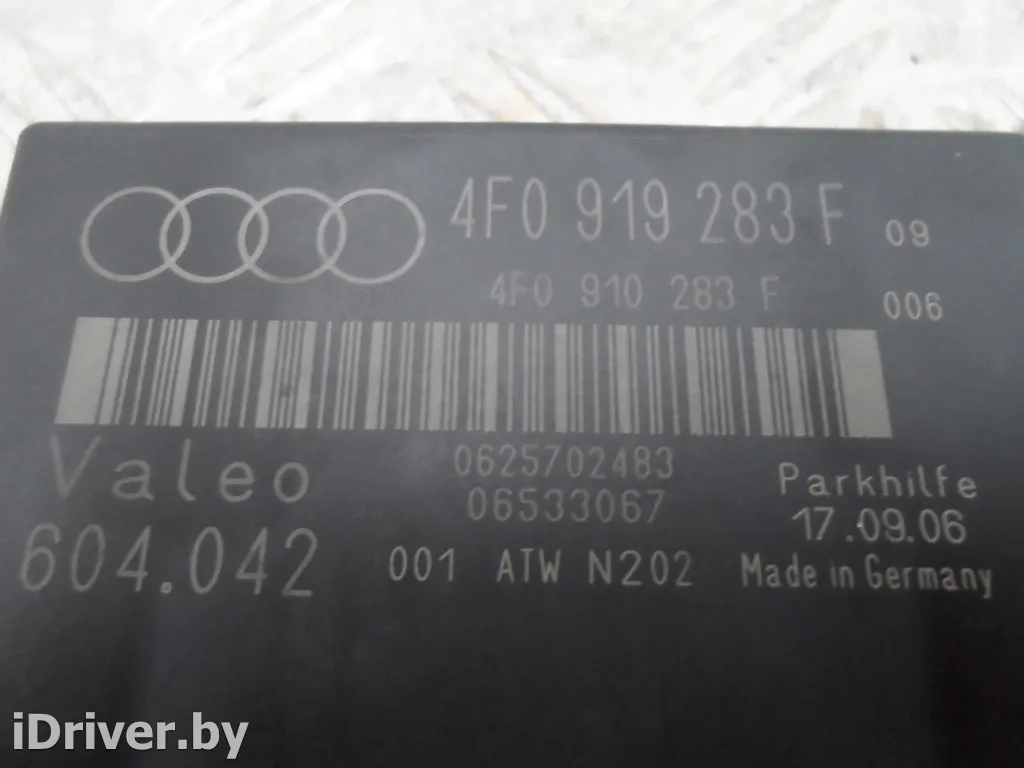 4F0 919 283 F 09
4F0 910 283 F 006
Valeo
0625702483
06533067
Parkhilfe
17.09.06
604.042
001 ATW N202
Made in Germany
iDriver.by